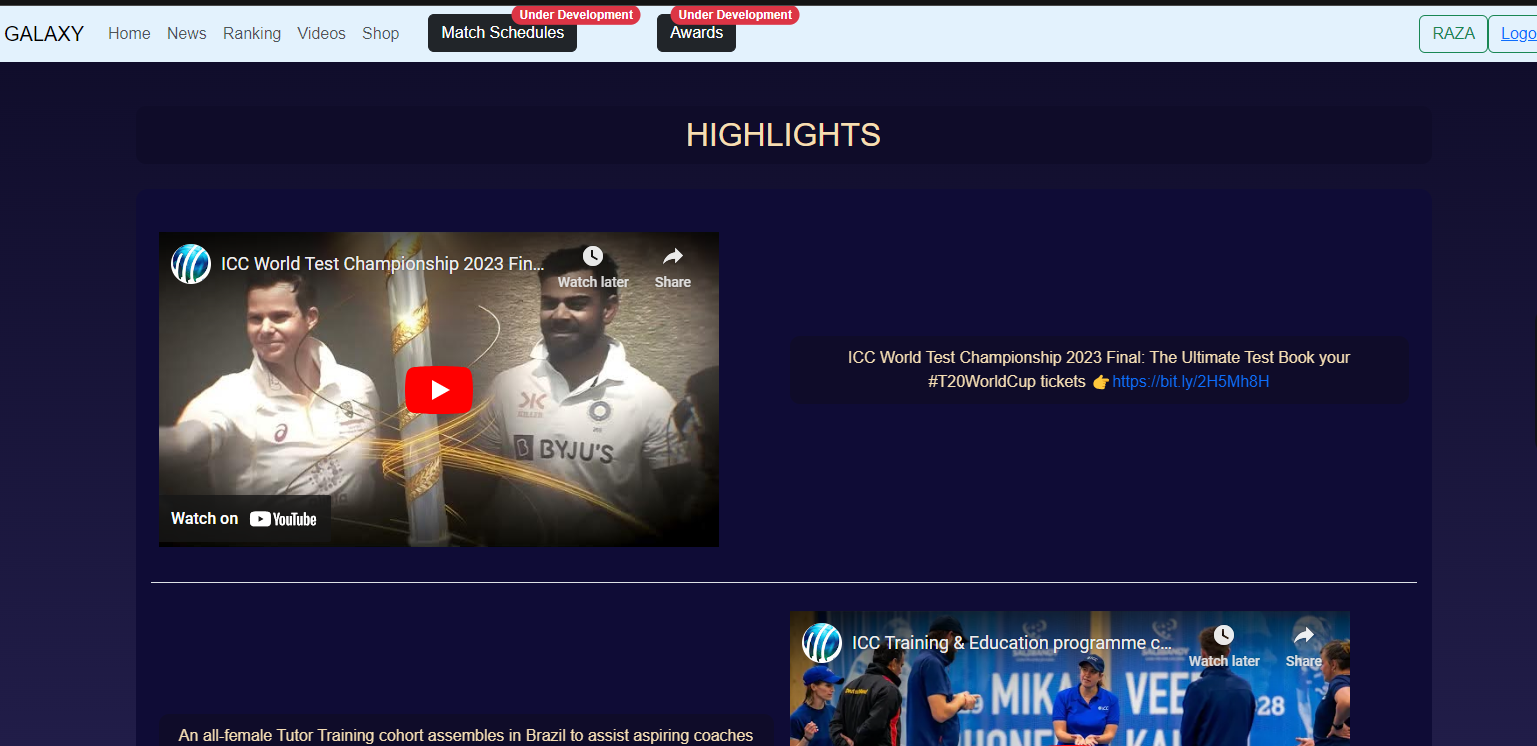 Under Development
Under Development
GALAXY Home News Ranking Videos Shop Match Schedules Awards RAZA Logo
HIGHLIGHTS
ICC World Test Championship 2023 Fin...
Watch later Share
BYJU'S
Watch on YouTube
ICC World Test Championship 2023 Final: The Ultimate Test Book your
#T20WorldCup tickets 👉https://bit.ly/2H5Mh8H
ICC Training & Education programme c...
Watch later Share
MIKA VEE
28
An all-female Tutor Training cohort assembles in Brazil to assist aspiring coaches